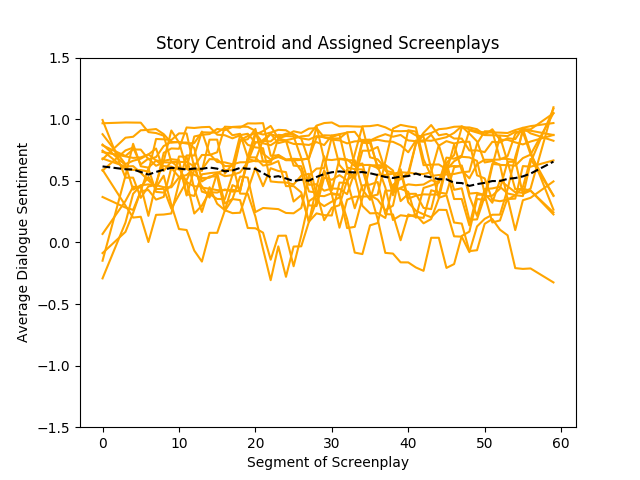 Story Centroid and Assigned Screenplays
1.5
1.0
0.5
0.0
−0.5
−1.0
−1.5
Average Dialogue Sentiment
0 10 20 30 40 50 60
Segment of Screenplay